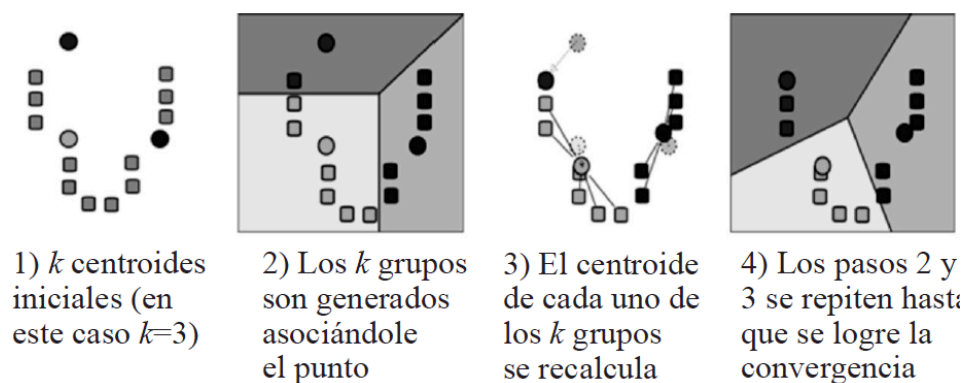 1) k centroides
iniciales (en
este caso k=3)
2) Los k grupos
son generados
asociándole
el punto
3) El centroide
de cada uno de
los k grupos
se recalcula
4) Los pasos 2 y
3 se repiten hasta
que se logre la
convergencia